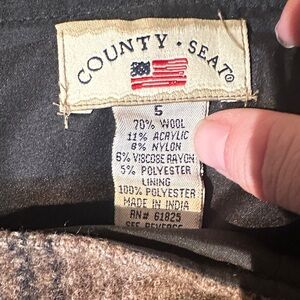 COUNTY · SEAT®
5
70% WOOL
11% ACRYLIC
8% NYLON
6% VISCOSE RAYON
5% POLYESTER
LINING
100% POLYESTER
MADE IN INDIA
RN# 61825
SEE REVERSE